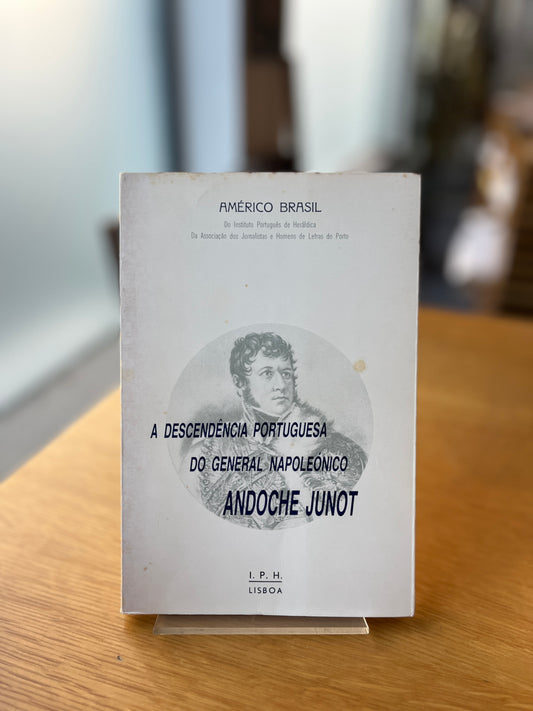 AMÉRICO BRASIL
Do Instituto Português de Heráldica
Da Associação dos Jornalistas e Homens de Letras do Porto
A DESCENDÊNCIA PORTUGUESA
DO GENERAL NAPOLEÓNICO
ANDOCHE JUNOT
I. P. H.
LISBOA